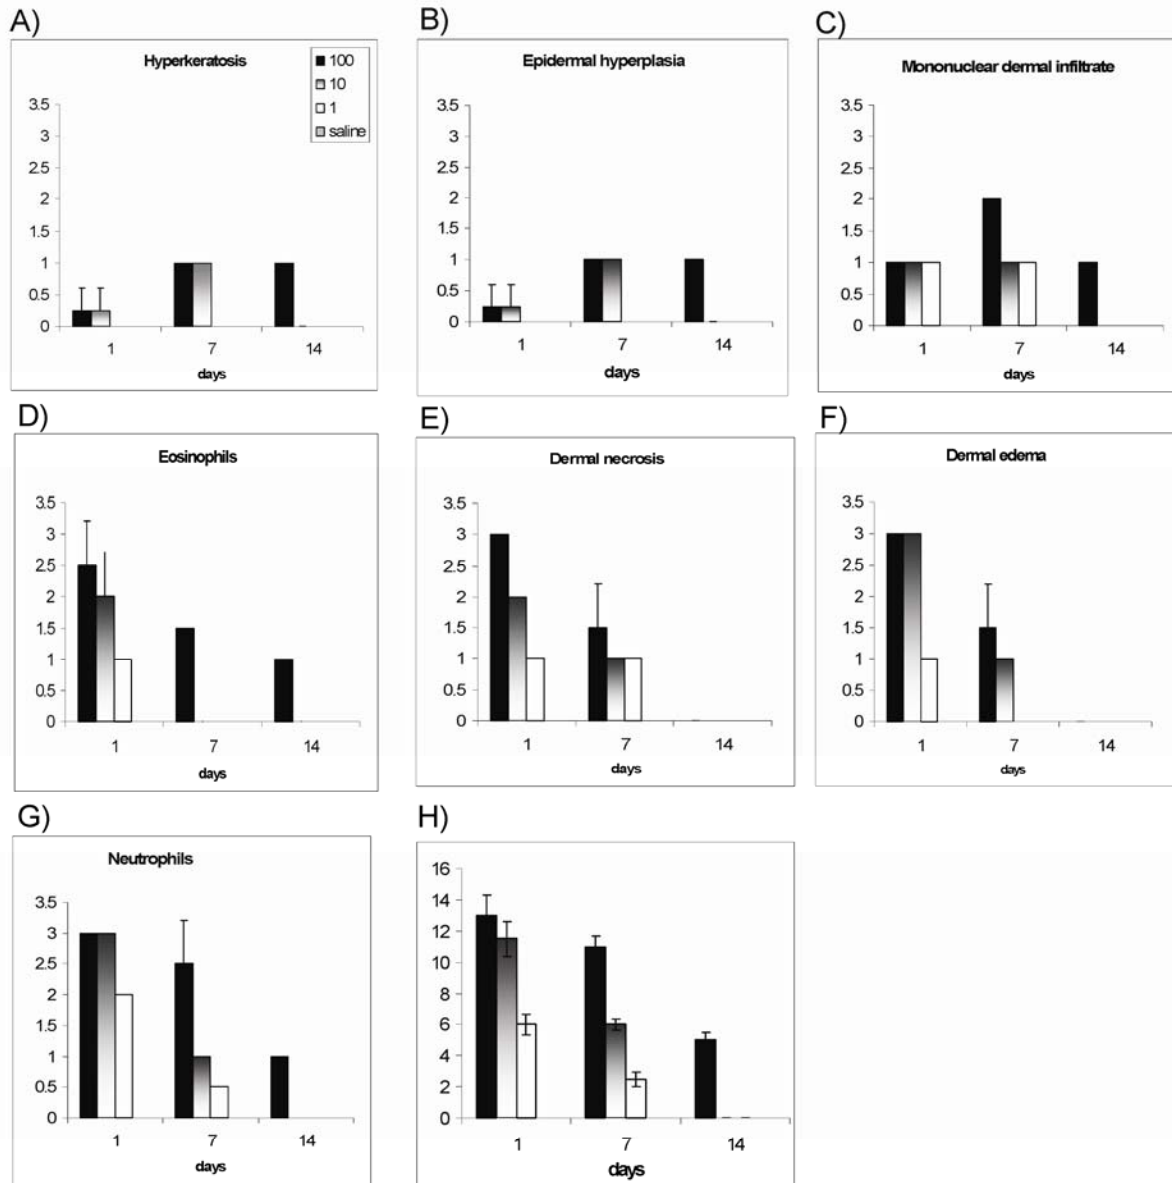 A)
Hyperkeratosis
100
10
1
saline
3.5
3
2.5
2
1.5
1
0.5
0
1 7 14
days
B)
Epidermal hyperplasia
3.5
3
2.5
2
1.5
1
0.5
0
1 7 14
days
C)
Mononuclear dermal infiltrate
3.5
3
2.5
2
1.5
1
0.5
0
1 7 14
days
D)
Eosinophils
3.5
3
2.5
2
1.5
1
0.5
0
1 7 14
days
E)
Dermal necrosis
3.5
3
2.5
2
1.5
1
0.5
0
1 7 14
days
F)
Dermal edema
3.5
3
2.5
2
1.5
1
0.5
0
1 7 14
days
G)
Neutrophils
3.5
3
2.5
2
1.5
1
0.5
0
1 7 14
days
H)
16
14
12
10
8
6
4
2
0
1 7 14
days